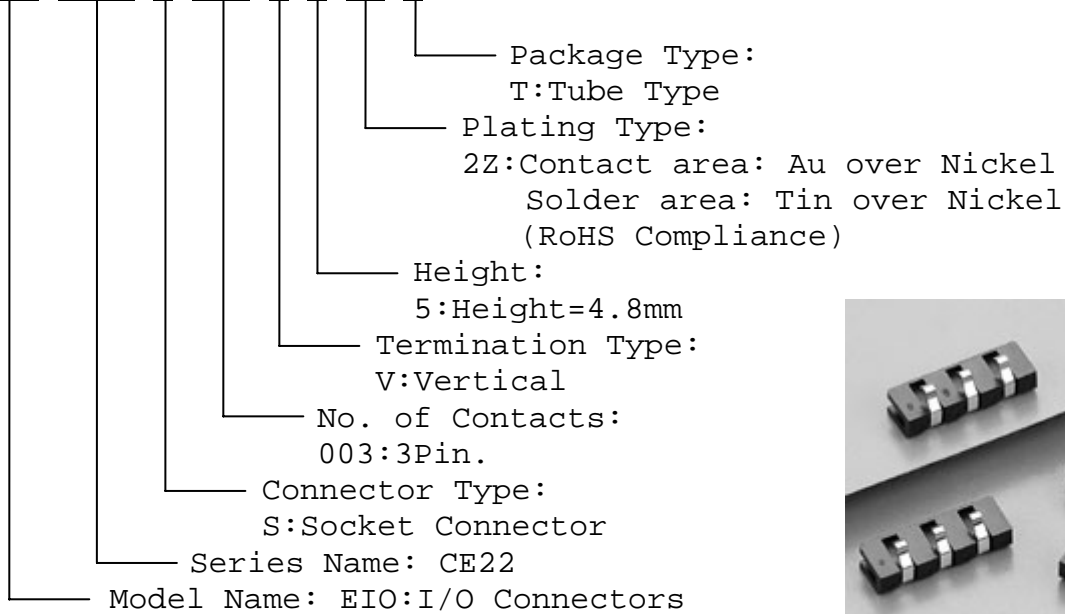 Package Type:
T:Tube Type
Plating Type:
2Z:Contact area: Au over Nickel
Solder area: Tin over Nickel
(RoHS Compliance)
Height:
5:Height=4.8mm
Termination Type:
V:Vertical
No. of Contacts:
003:3Pin.
Connector Type:
S:Socket Connector
Series Name: CE22
Model Name: EIO:I/O Connectors